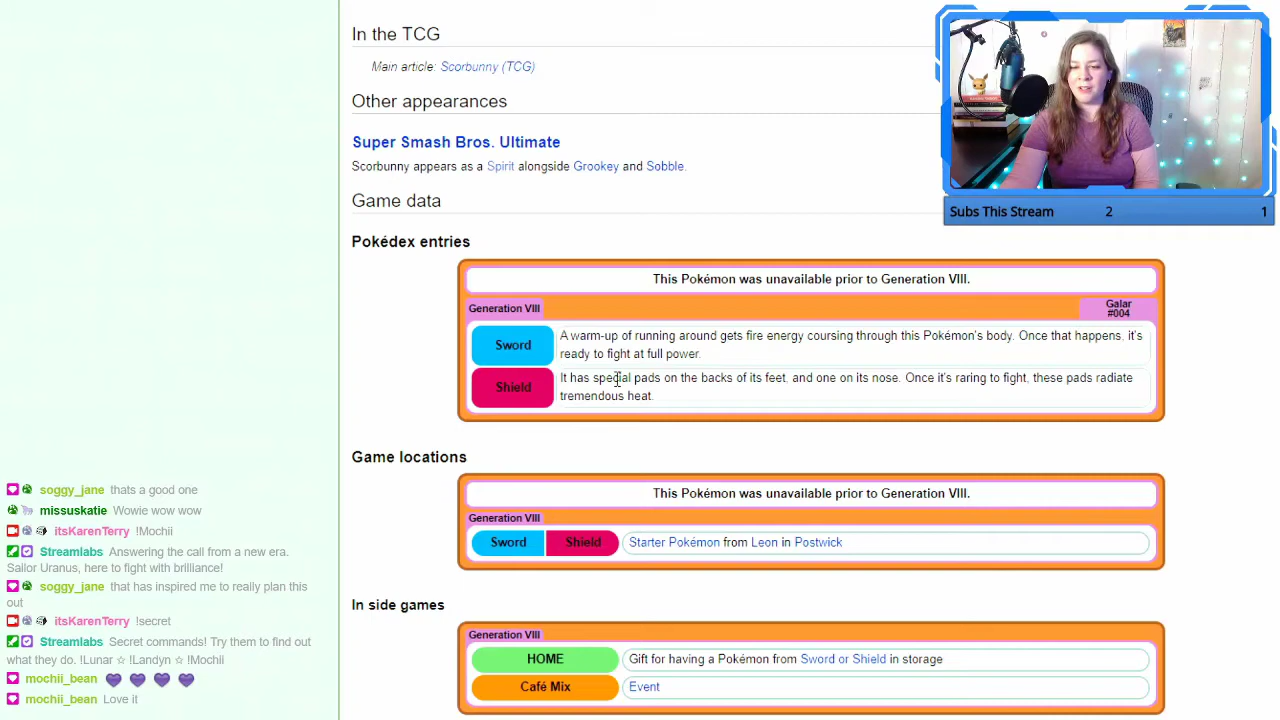 In the TCG
Main article: Scorbunny (TCG)
Other appearances
Super Smash Bros. Ultimate
Scorbunny appears as a Spirit alongside Grookey and Sobble.
Game data
Subs This Stream 2 1
Pokédex entries
This Pokémon was unavailable prior to Generation VIII.
Generation VIII
Galar
#004
Sword
A warm-up of running around gets fire energy coursing through this Pokémon's body. Once that happens, it's
ready to fight at full power.
Shield
It has special pads on the backs of its feet, and one on its nose. Once it's raring to fight, these pads radiate
tremendous heat.
Game locations
This Pokémon was unavailable prior to Generation VIII.
Generation VIII
Sword Shield Starter Pokémon from Leon in Postwick
In side games
Generation VIII
HOME Gift for having a Pokémon from Sword or Shield in storage
Café Mix Event
soggy_jane thats a good one
missuskatie Wowie wow wow
itsKarenTerry !Mochii
Streamlabs Answering the call from a new era.
Sailor Uranus, here to fight with brilliance!
soggy_jane that has inspired me to really plan this
out
itsKarenTerry !secret
Streamlabs Secret commands! Try them to find out
what they do. !Lunar ☆ !Landyn ☆ !Mochii
mochii_bean 💜 💜 💜 💜
mochii_bean Love it